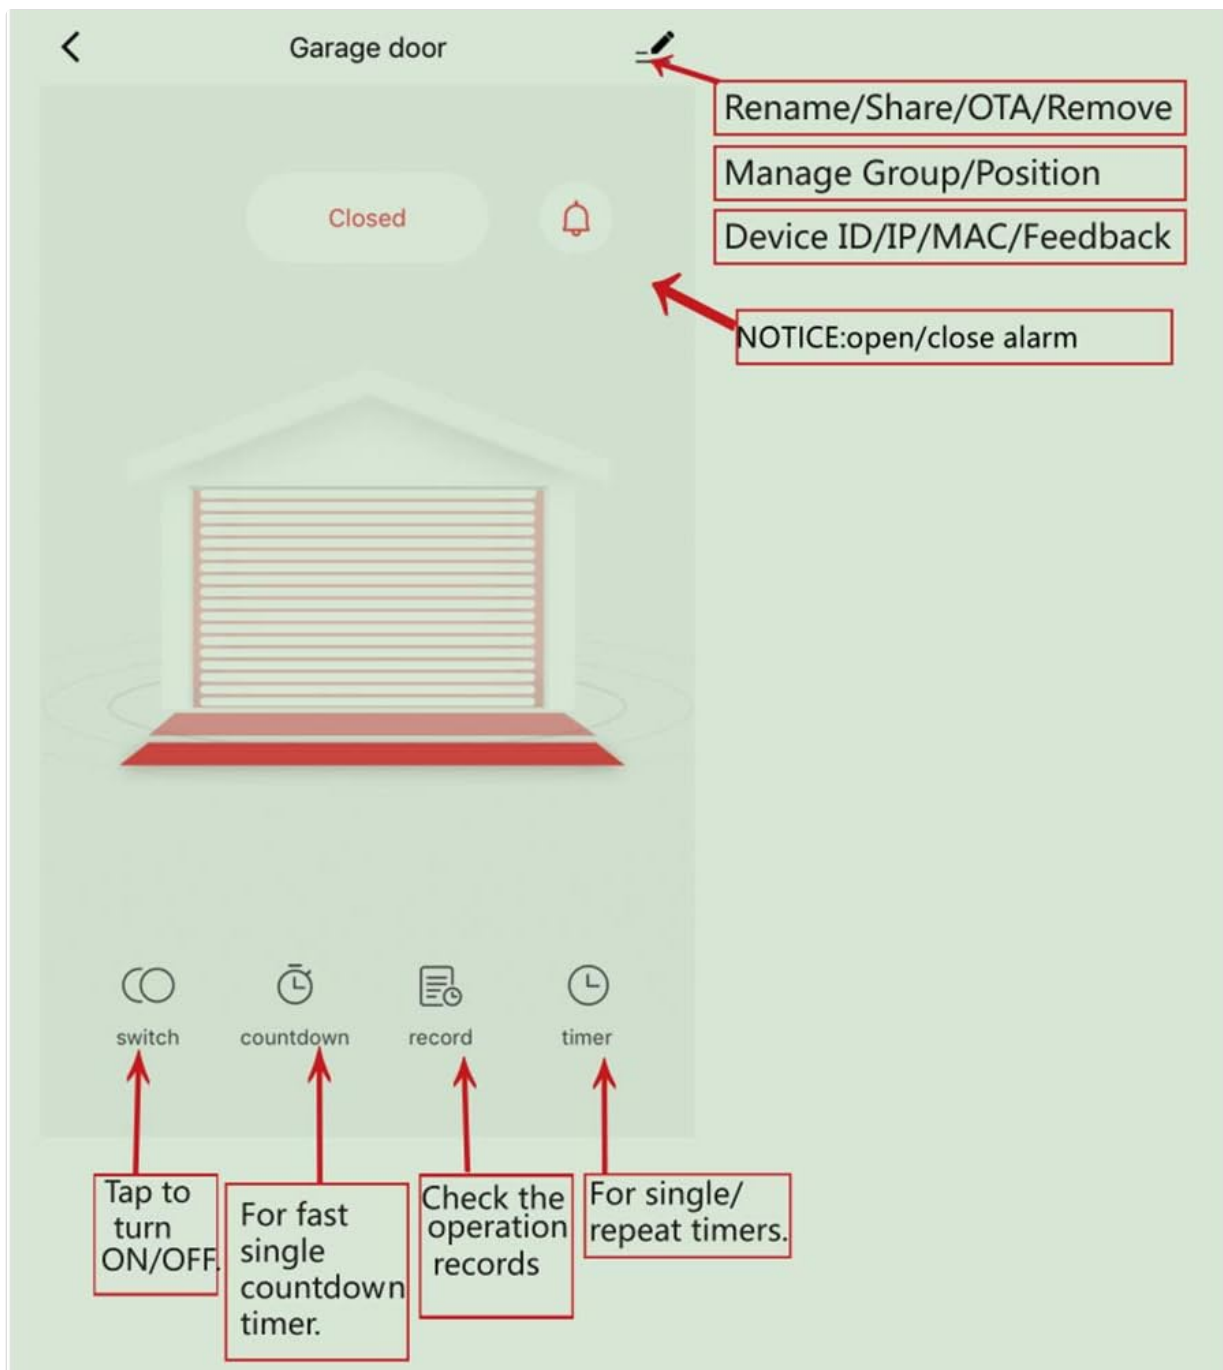 Garage door
Rename/Share/OTA/Remove
Manage Group/Position
Closed
Device ID/IP/MAC/Feedback
NOTICE:open/close alarm
switch
countdown
record
timer
Tap to
turn
ON/OFF.
For fast
single
countdown
timer.
Check the
operation
records
For single/
repeat timers.